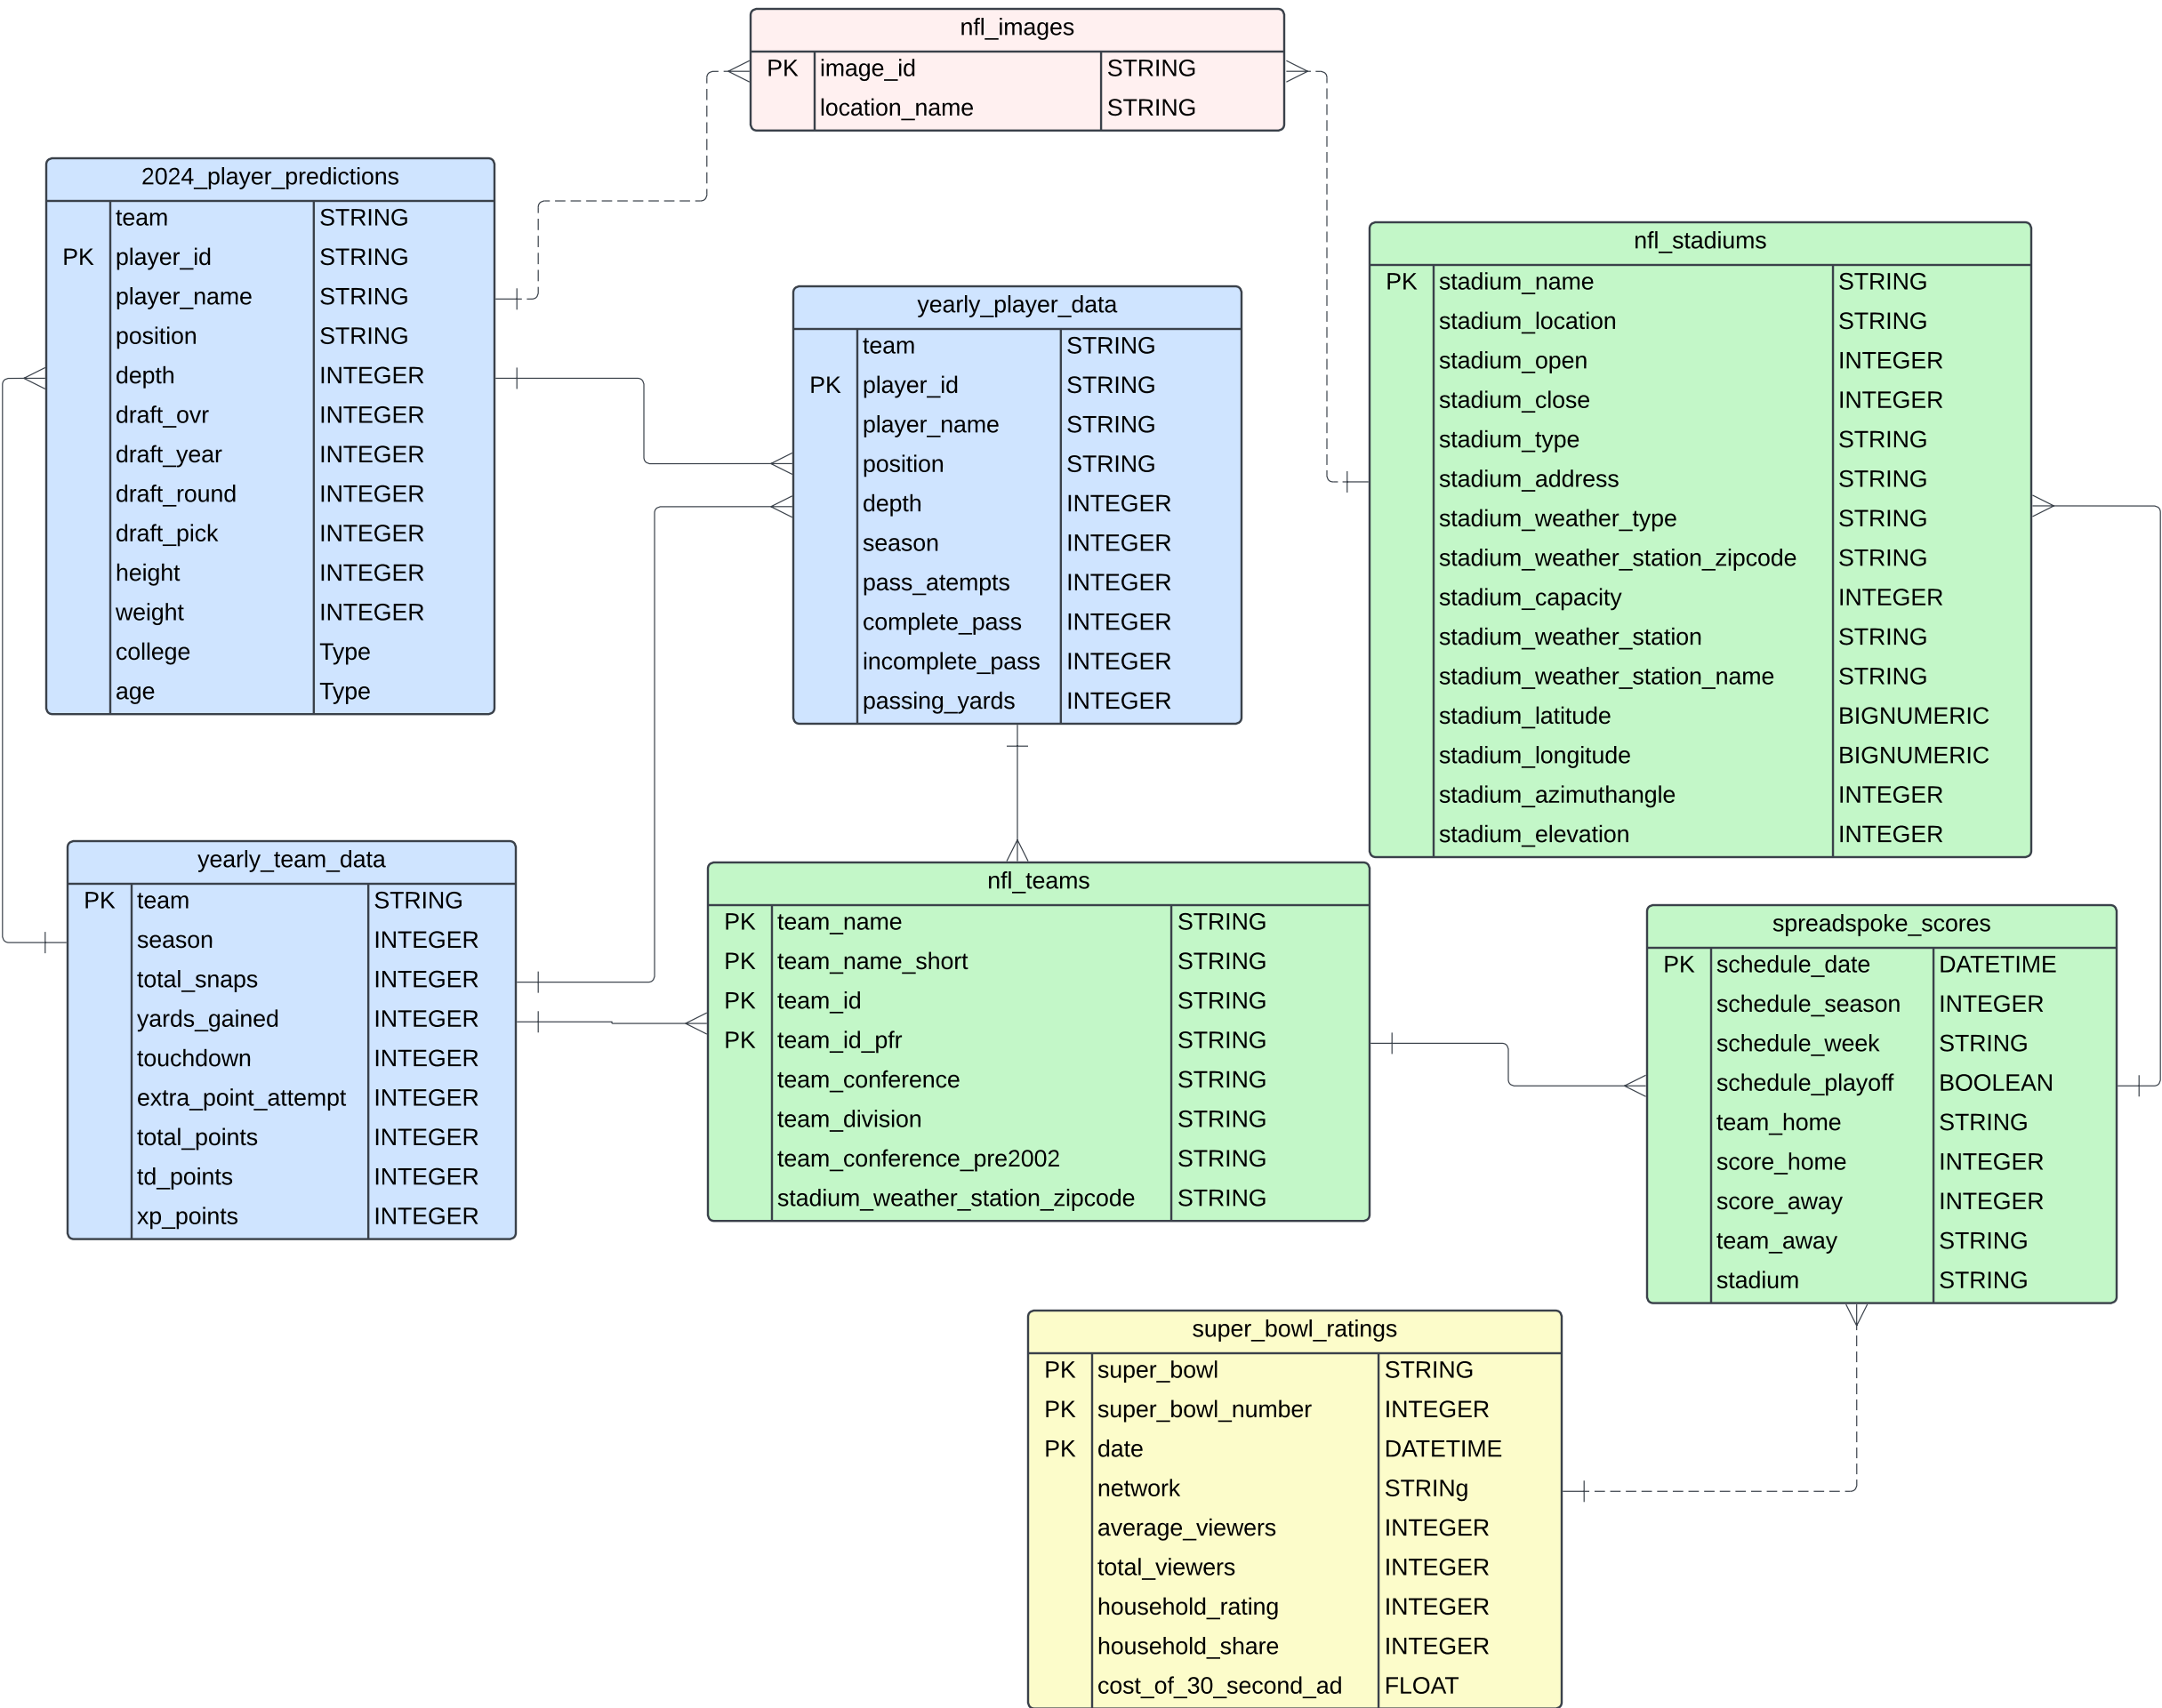 nfl_images
PK image_id STRING
location_name STRING
2024_player_predictions
team STRING
PK player_id STRING
player_name STRING
position STRING
depth INTEGER
draft_ovr INTEGER
draft_year INTEGER
draft_round INTEGER
draft_pick INTEGER
height INTEGER
weight INTEGER
college Type
age Type
yearly_player_data
team STRING
PK player_id STRING
player_name STRING
position STRING
depth INTEGER
season INTEGER
pass_atempts INTEGER
complete_pass INTEGER
incomplete_pass INTEGER
passing_yards INTEGER
nfl_stadiums
PK stadium_name STRING
stadium_location STRING
stadium_open INTEGER
stadium_close INTEGER
stadium_type STRING
stadium_address STRING
stadium_weather_type STRING
stadium_weather_station_zipcode STRING
stadium_capacity INTEGER
stadium_weather_station STRING
stadium_weather_station_name STRING
stadium_latitude BIGNUMERIC
stadium_longitude BIGNUMERIC
stadium_azimuthangle INTEGER
stadium_elevation INTEGER
yearly_team_data
PK team STRING
season INTEGER
total_snaps INTEGER
yards_gained INTEGER
touchdown INTEGER
extra_point_attempt INTEGER
total_points INTEGER
td_points INTEGER
xp_points INTEGER
nfl_teams
PK team_name STRING
PK team_name_short STRING
PK team_id STRING
PK team_id_pfr STRING
team_conference STRING
team_division STRING
team_conference_pre2002 STRING
stadium_weather_station_zipcode STRING
spreadspoke_scores
PK schedule_date DATETIME
schedule_season INTEGER
schedule_week STRING
schedule_playoff BOOLEAN
team_home STRING
score_home INTEGER
score_away INTEGER
team_away STRING
stadium STRING
super_bowl_ratings
PK super_bowl STRING
PK super_bowl_number INTEGER
PK date DATETIME
network STRINg
average_viewers INTEGER
total_viewers INTEGER
household_rating INTEGER
household_share INTEGER
cost_of_30_second_ad FLOAT